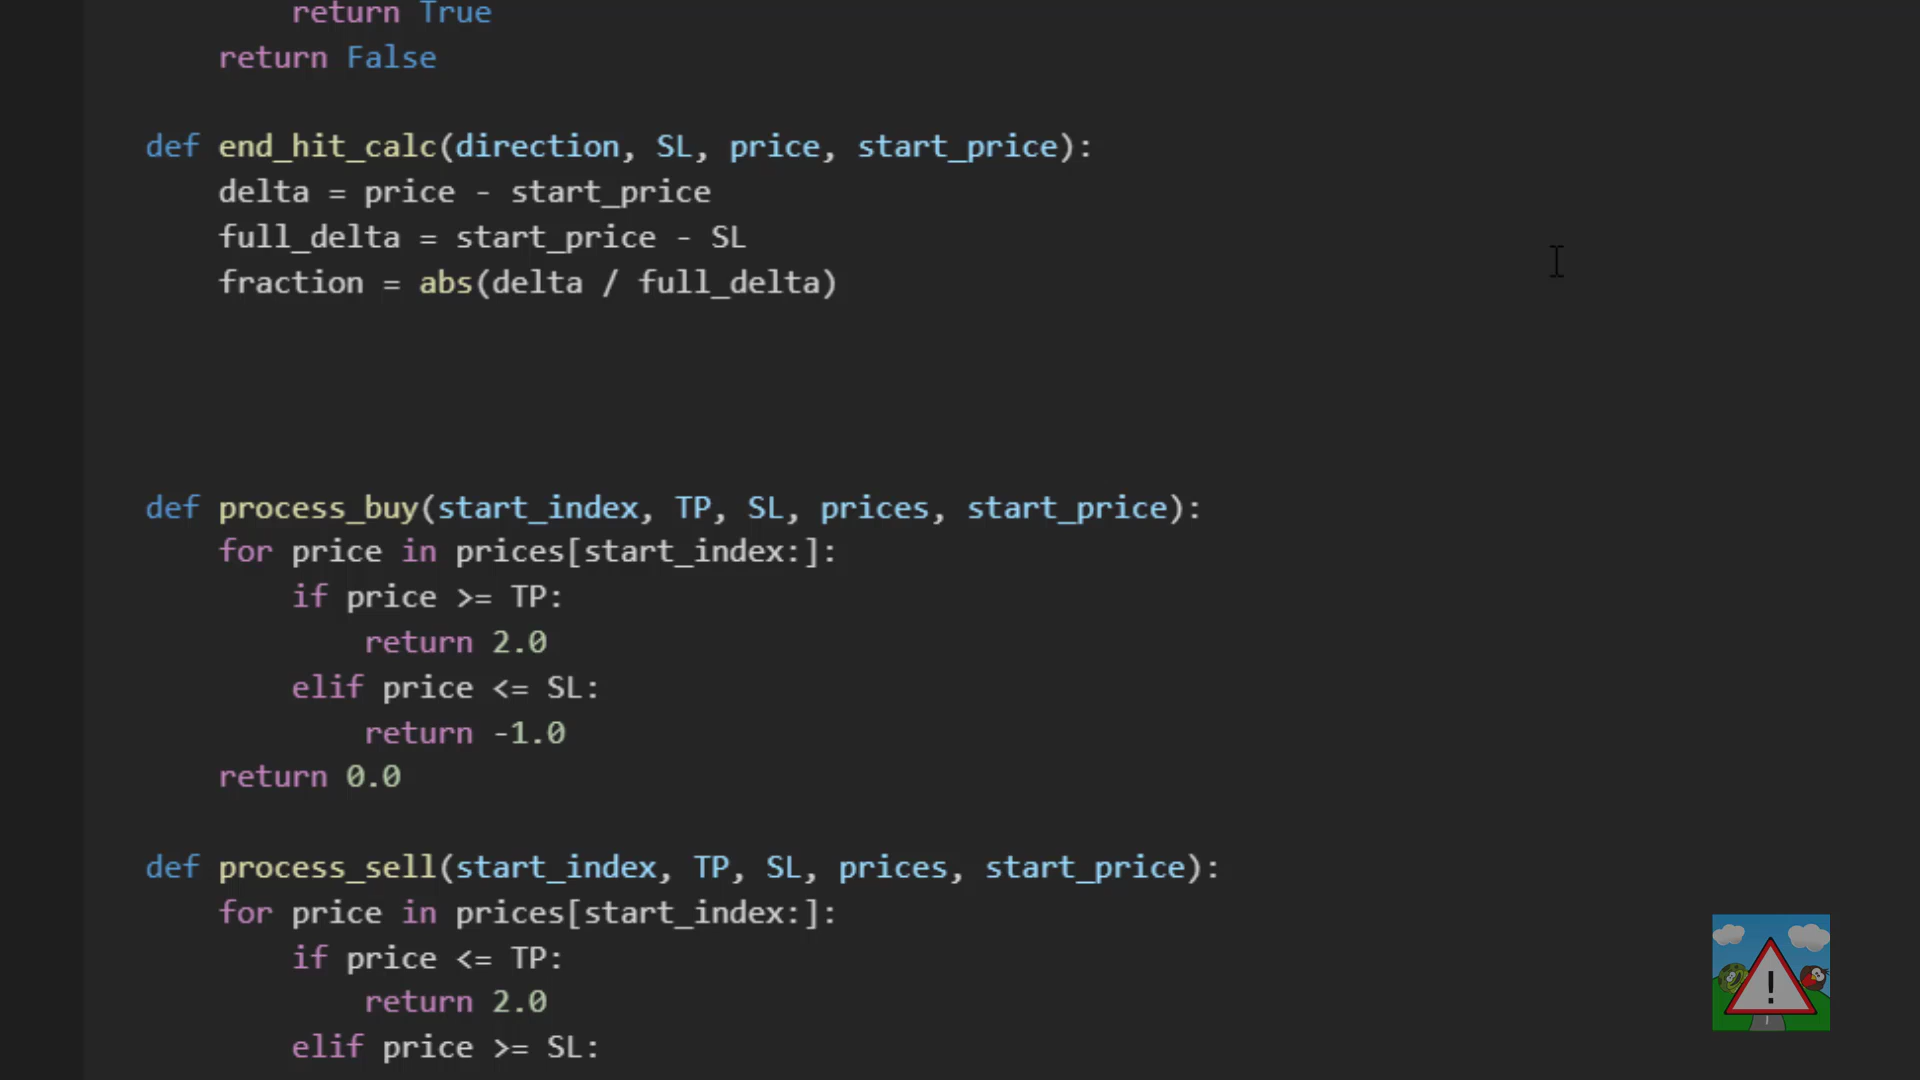 return True
return False
def end_hit_calc(direction, SL, price, start_price):
delta = price - start_price
full_delta = start_price - SL
fraction = abs(delta / full_delta)
def process_buy(start_index, TP, SL, prices, start_price):
for price in prices[start_index:]:
if price >= TP:
return 2.0
elif price <= SL:
return -1.0
return 0.0
def process_sell(start_index, TP, SL, prices, start_price):
for price in prices[start_index:]:
if price <= TP:
return 2.0
elif price >= SL:
!